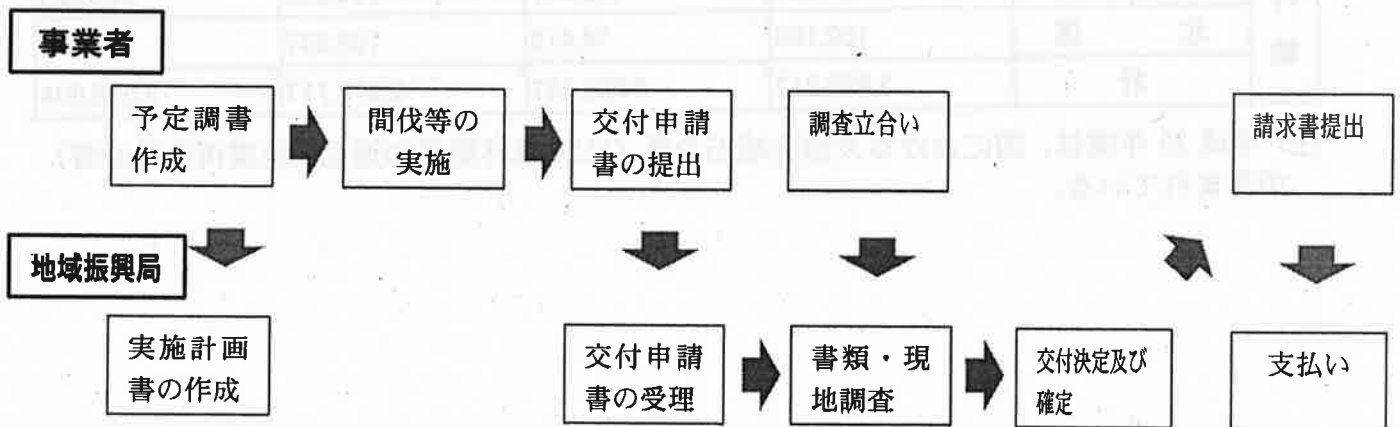 事業者
予定調書
作成
間伐等の
実施
交付申請
書の提出
調査立合い
請求書提出
地域振興局
実施計画
書の作成
交付申請
書の受理
書類・現
地調査
交付決定及び
確定
支払い